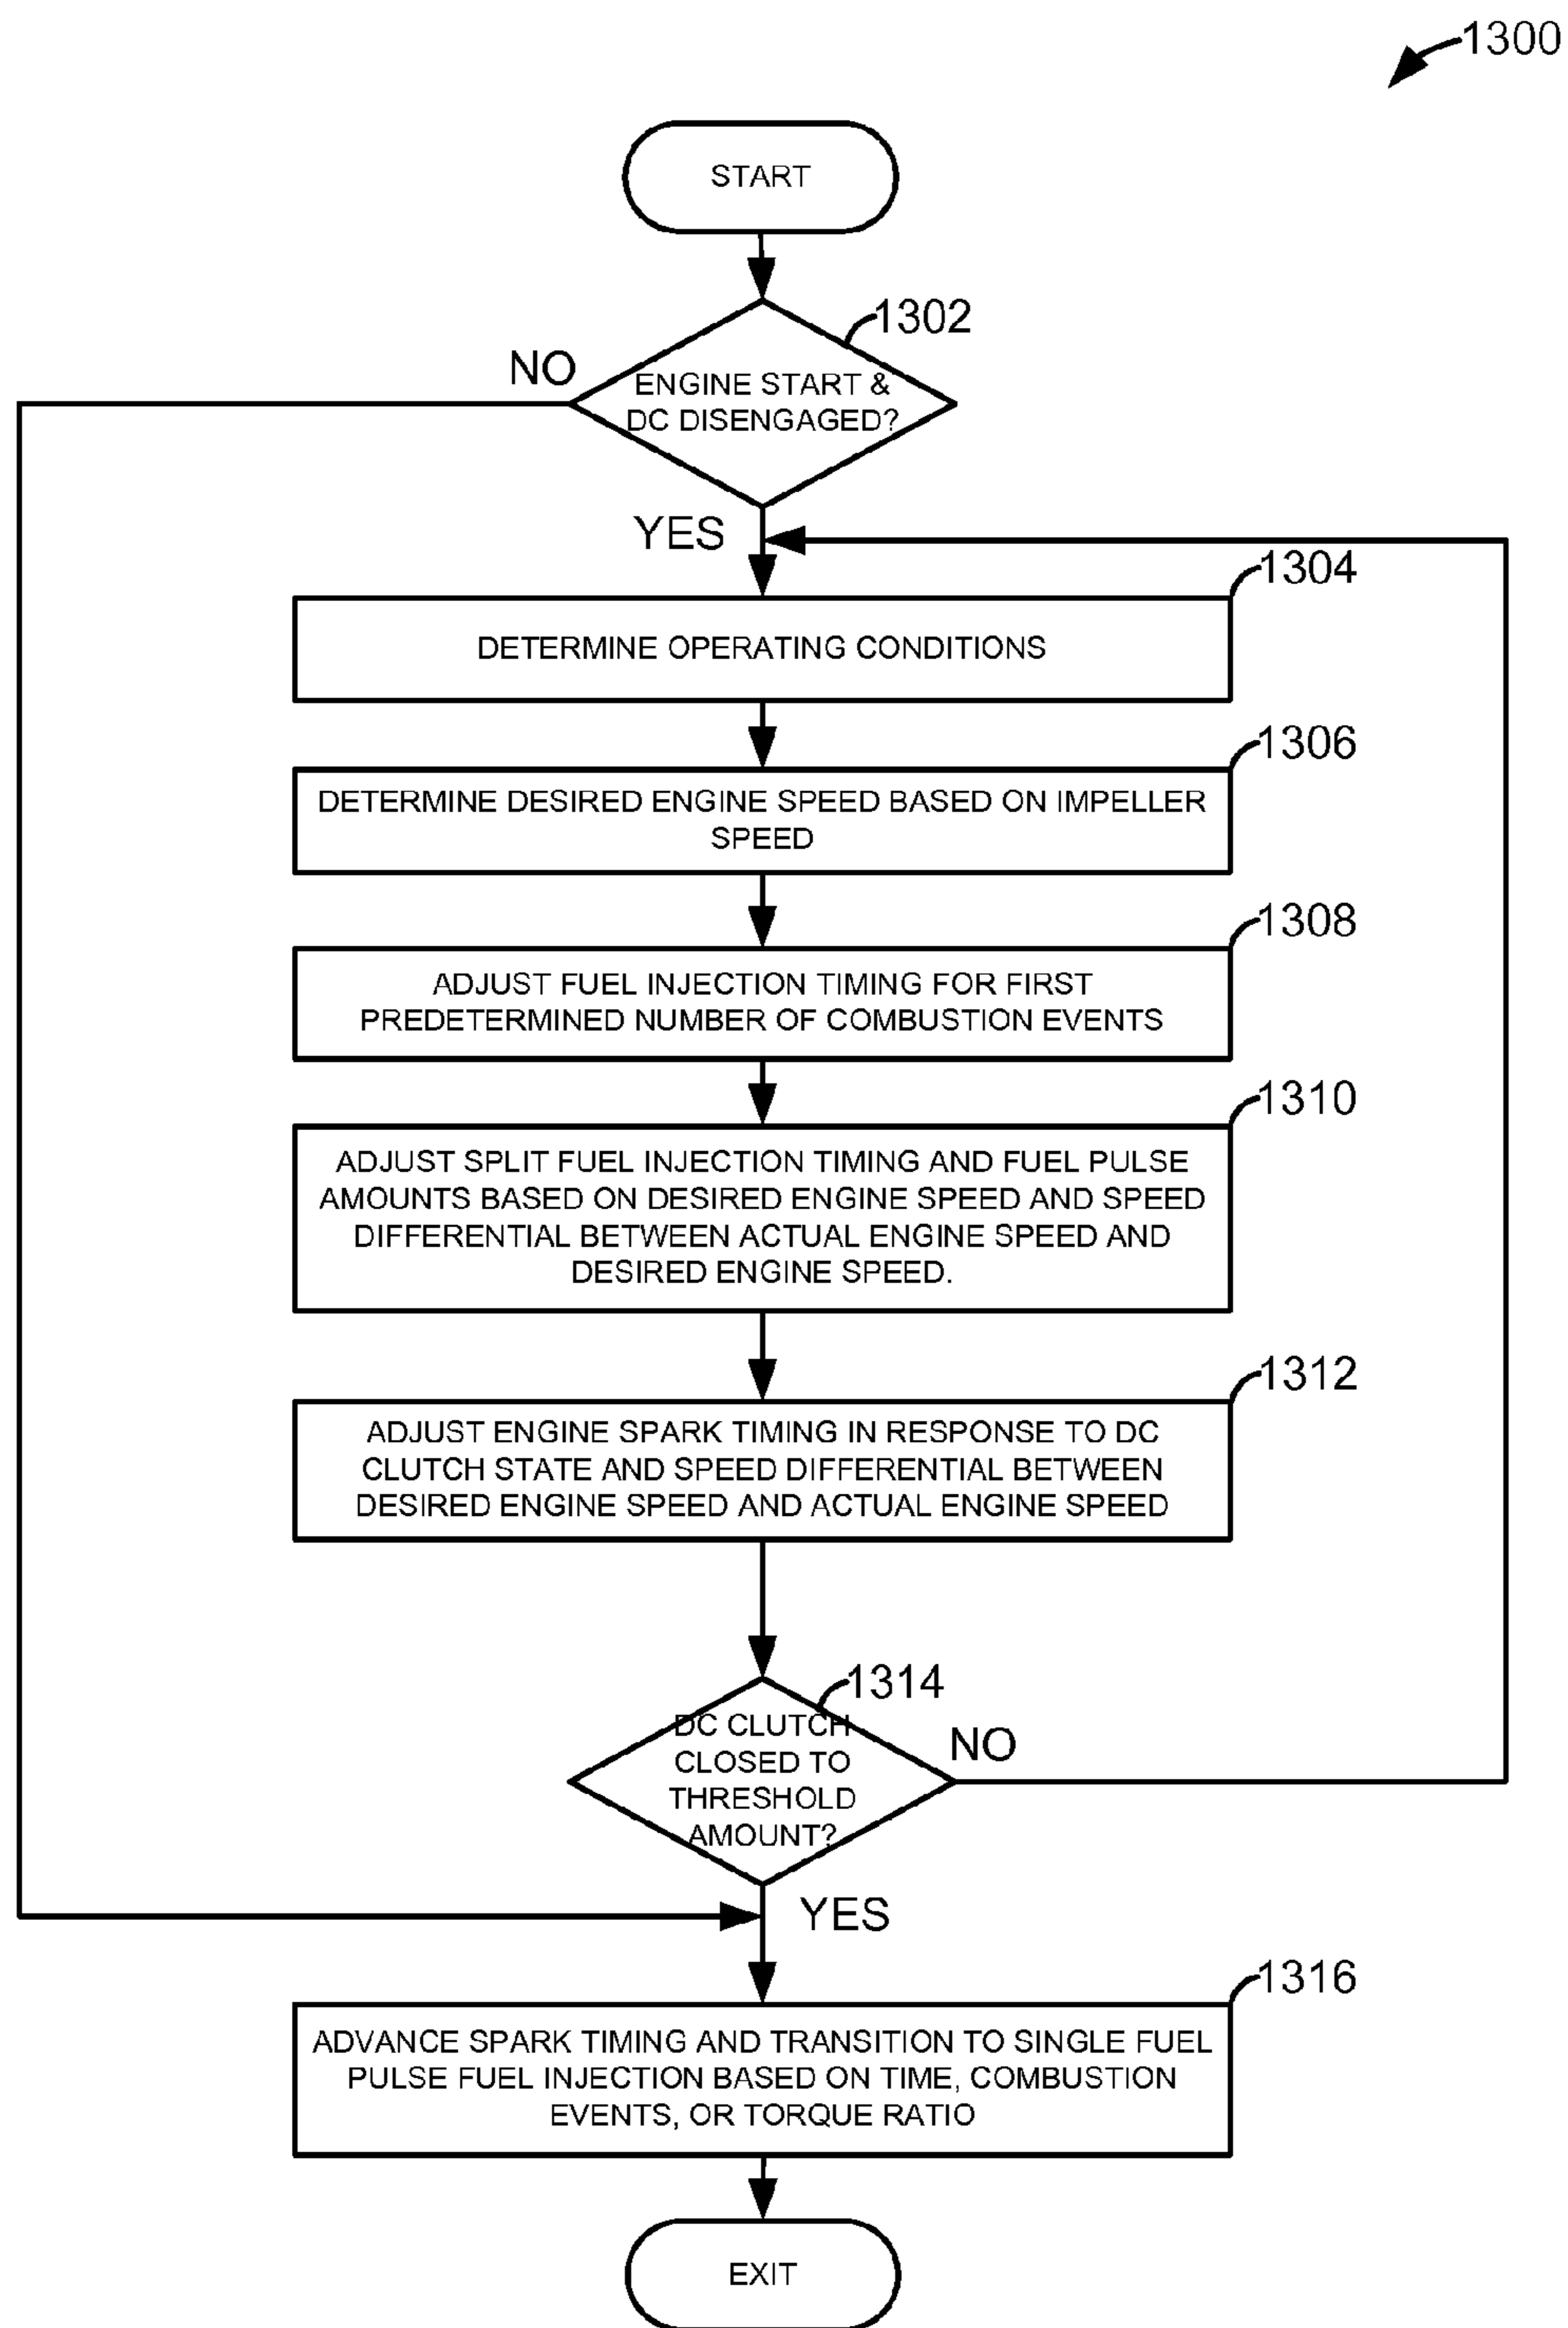 1300
START
1302
NO
ENGINE START &
DC DISENGAGED?
YES
1304
DETERMINE OPERATING CONDITIONS
1306
DETERMINE DESIRED ENGINE SPEED BASED ON IMPELLER
SPEED
1308
ADJUST FUEL INJECTION TIMING FOR FIRST
PREDETERMINED NUMBER OF COMBUSTION EVENTS
1310
ADJUST SPLIT FUEL INJECTION TIMING AND FUEL PULSE
AMOUNTS BASED ON DESIRED ENGINE SPEED AND SPEED
DIFFERENTIAL BETWEEN ACTUAL ENGINE SPEED AND
DESIRED ENGINE SPEED.
1312
ADJUST ENGINE SPARK TIMING IN RESPONSE TO DC
CLUTCH STATE AND SPEED DIFFERENTIAL BETWEEN
DESIRED ENGINE SPEED AND ACTUAL ENGINE SPEED
1314
DC CLUTCH
CLOSED TO
THRESHOLD
AMOUNT?
NO
YES
1316
ADVANCE SPARK TIMING AND TRANSITION TO SINGLE FUEL
PULSE FUEL INJECTION BASED ON TIME, COMBUSTION
EVENTS, OR TORQUE RATIO
EXIT